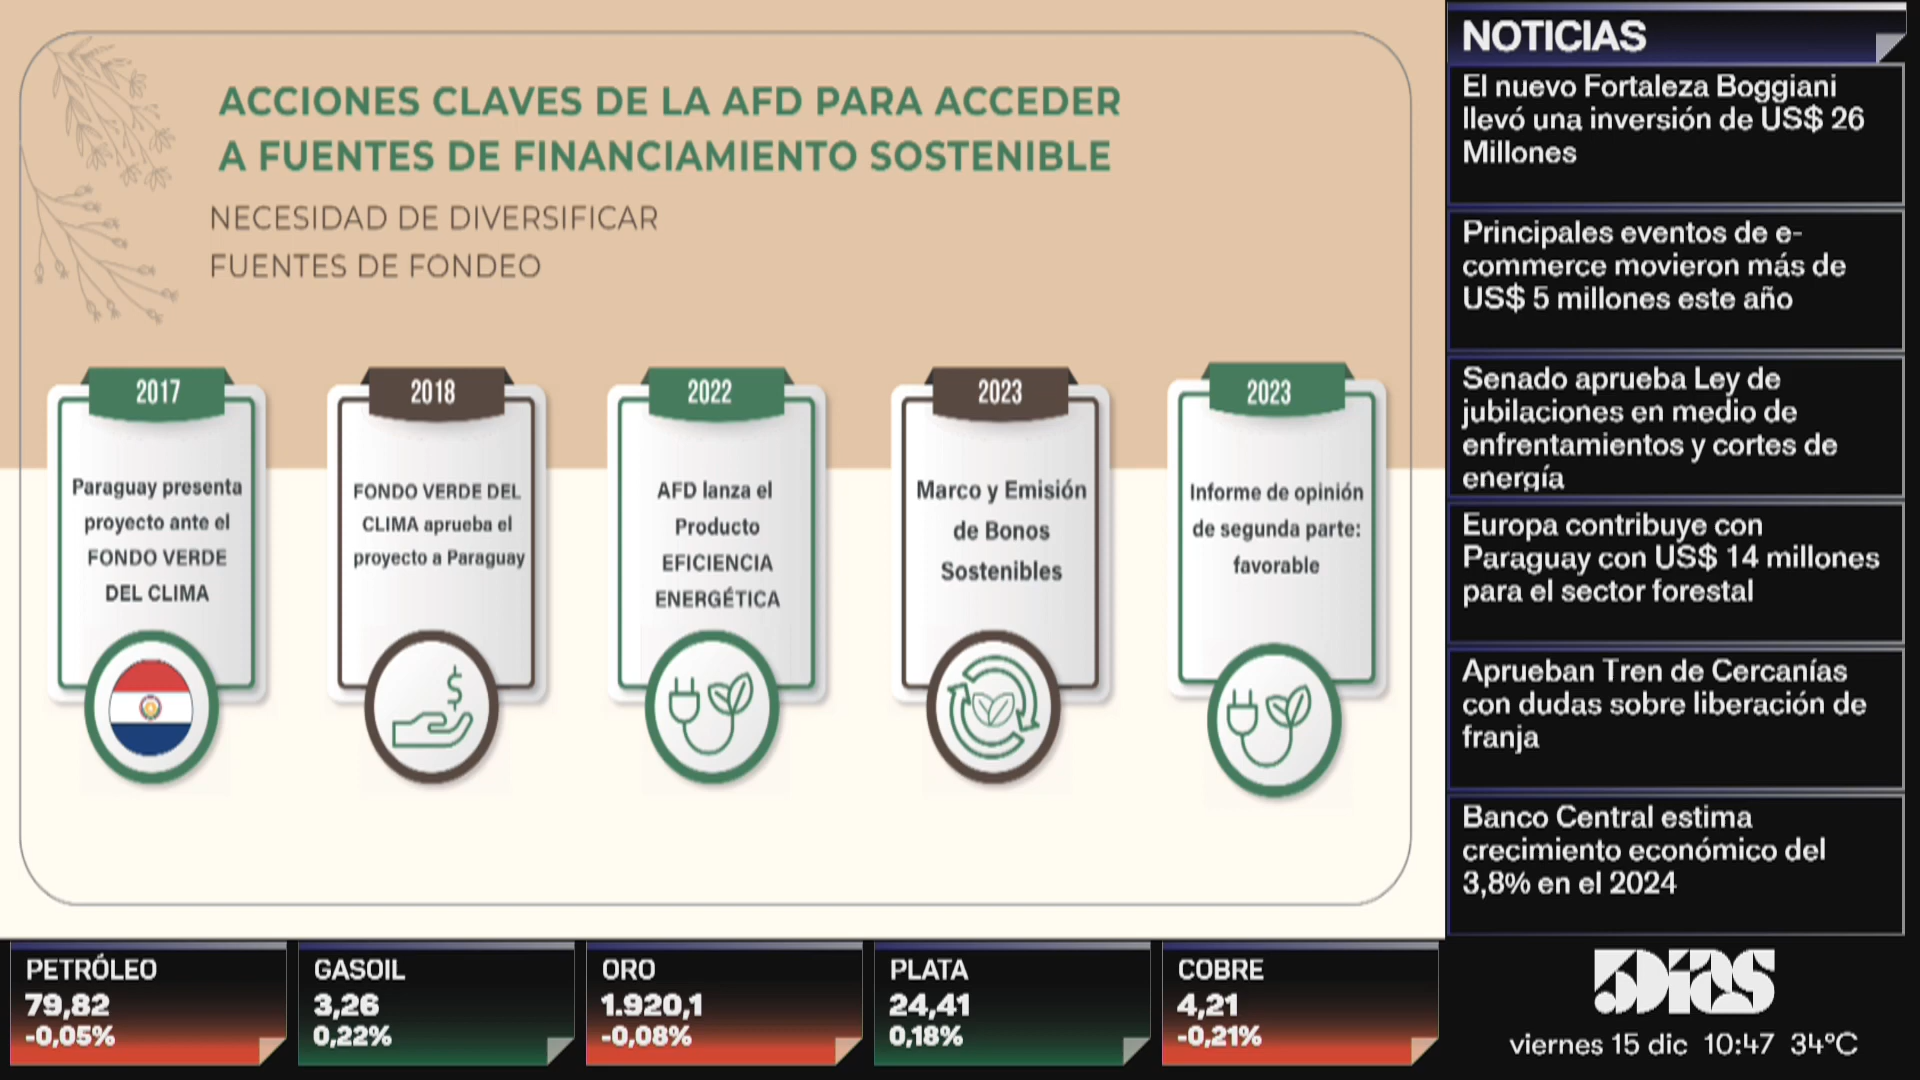 ACCIONES CLAVES DE LA AFD PARA ACCEDER
A FUENTES DE FINANCIAMIENTO SOSTENIBLE
NECESIDAD DE DIVERSIFICAR
FUENTES DE FONDEO
2017
Paraguay presenta
proyecto ante el
FONDO VERDE
DEL CLIMA
2018
FONDO VERDE DEL
CLIMA aprueba el
proyecto a Paraguay
$
2022
AFD lanza el
Producto
EFICIENCIA
ENERGÉTICA
2023
Marco y Emisión
de Bonos
Sostenibles
2023
Informe de opinión
de segunda parte:
favorable
NOTICIAS
El nuevo Fortaleza Boggiani
llevó una inversión de US$ 26
Millones
Principales eventos de e-
commerce movieron más de
US$ 5 millones este año
Senado aprueba Ley de
jubilaciones en medio de
enfrentamientos y cortes de
energía
Europa contribuye con
Paraguay con US$ 14 millones
para el sector forestal
Aprueban Tren de Cercanías
con dudas sobre liberación de
franja
Banco Central estima
crecimiento económico del
3,8% en el 2024
PETRÓLEO
79,82
-0,05%
GASOIL
3,26
0,22%
ORO
1.920,1
-0,08%
PLATA
24,41
0,18%
COBRE
4,21
-0,21%
5Días
viernes 15 dic 10:47 34°C